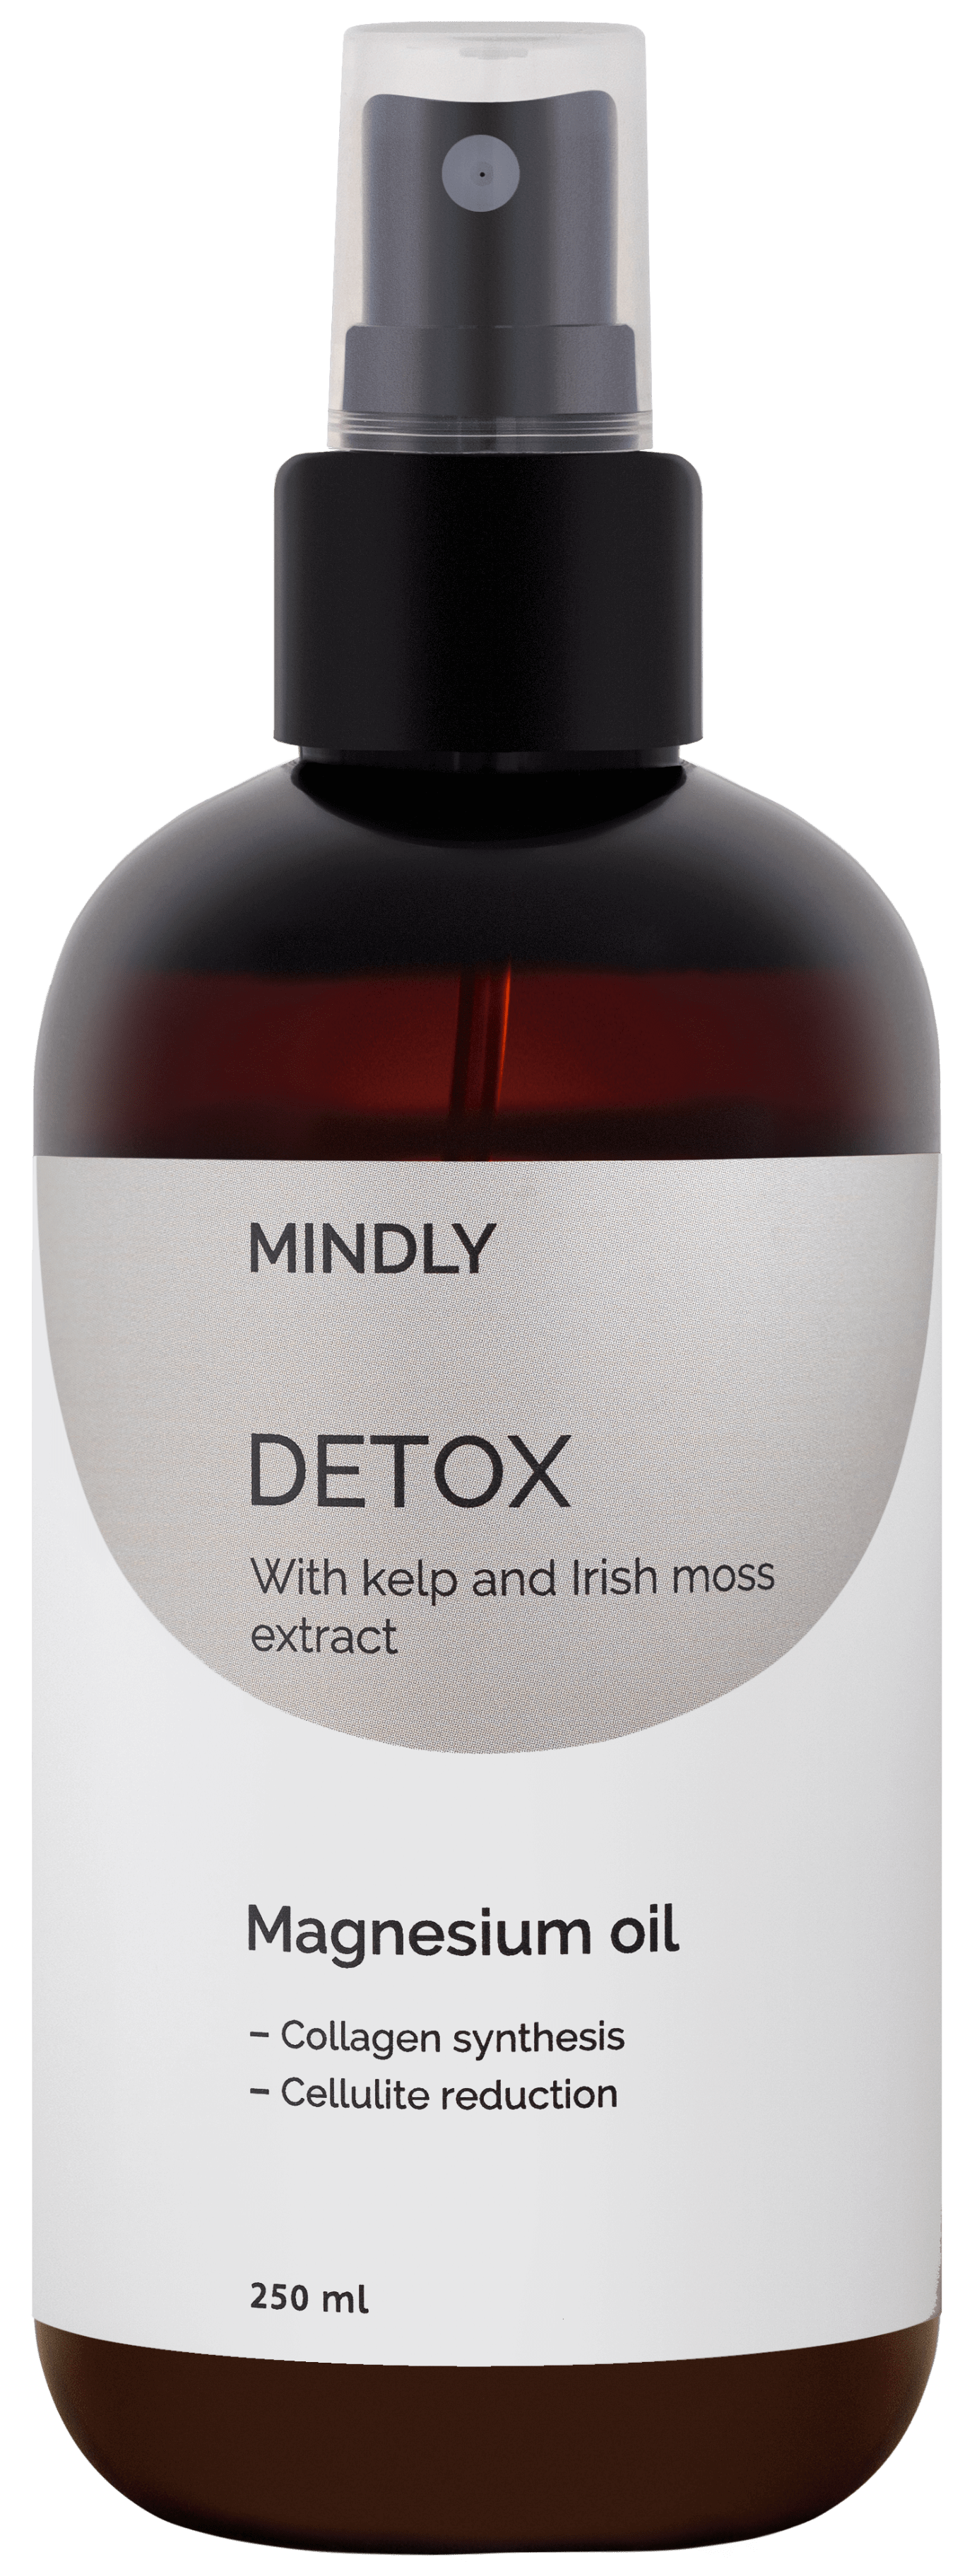 MINDLY
DETOX
With kelp and Irish moss
extract
Magnesium oil
– Collagen synthesis
– Cellulite reduction
250 ml